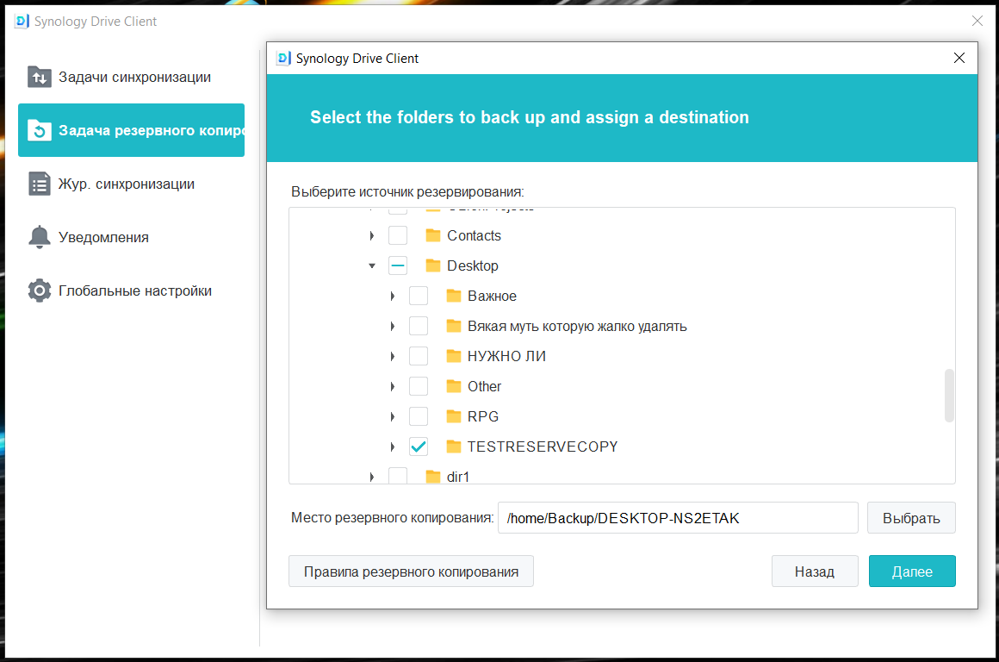 Synology Drive Client
Задачи синхронизации
Задача резервного копиро
Жур. синхронизации
Уведомления
Глобальные настройки
Synology Drive Client
Select the folders to back up and assign a destination
Выберите источник резервирования:
Contacts
Desktop
Важное
Вякая муть которую жалко удалять
НУЖНО ЛИ
Other
RPG
TESTRESERVECOPY
dir1
Место резервного копирования:
/home/Backup/DESKTOP-NS2ETAK
Выбрать
Правила резервного копирования
Назад
Далее